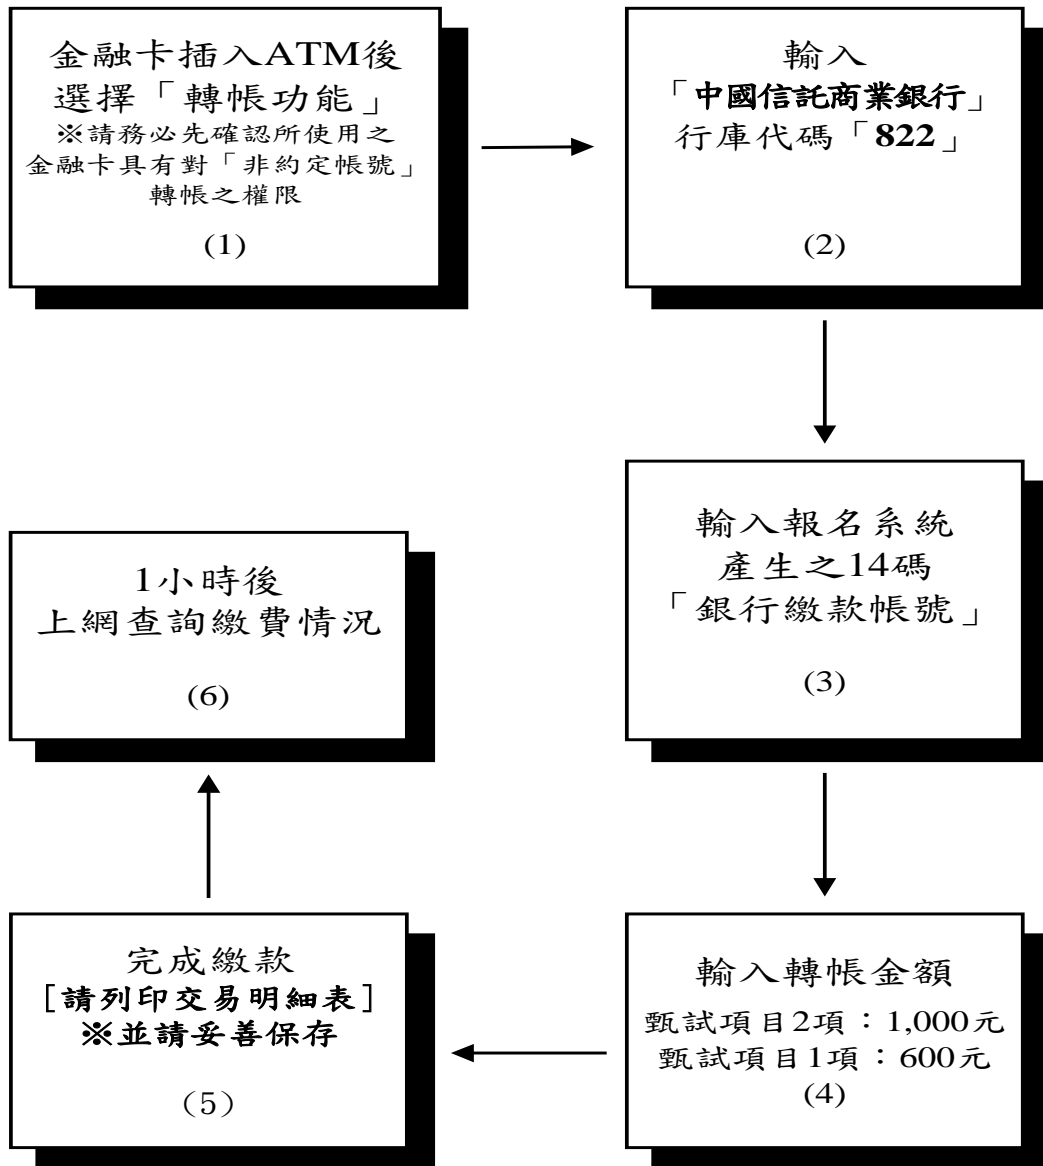 金融卡插入ATM後
選擇「轉帳功能」
※請務必先確認所使用之
金融卡具有對「非約定帳號」
轉帳之權限
(1)
輸入
「中國信託商業銀行」
行庫代碼「822」
(2)
輸入報名系統
產生之14碼
「銀行繳款帳號」
(3)
輸入轉帳金額
甄試項目2項：1,000元
甄試項目1項：600元
(4)
完成繳款
[請列印交易明細表]
※並請妥善保存
(5)
1小時後
上網查詢繳費情況
(6)